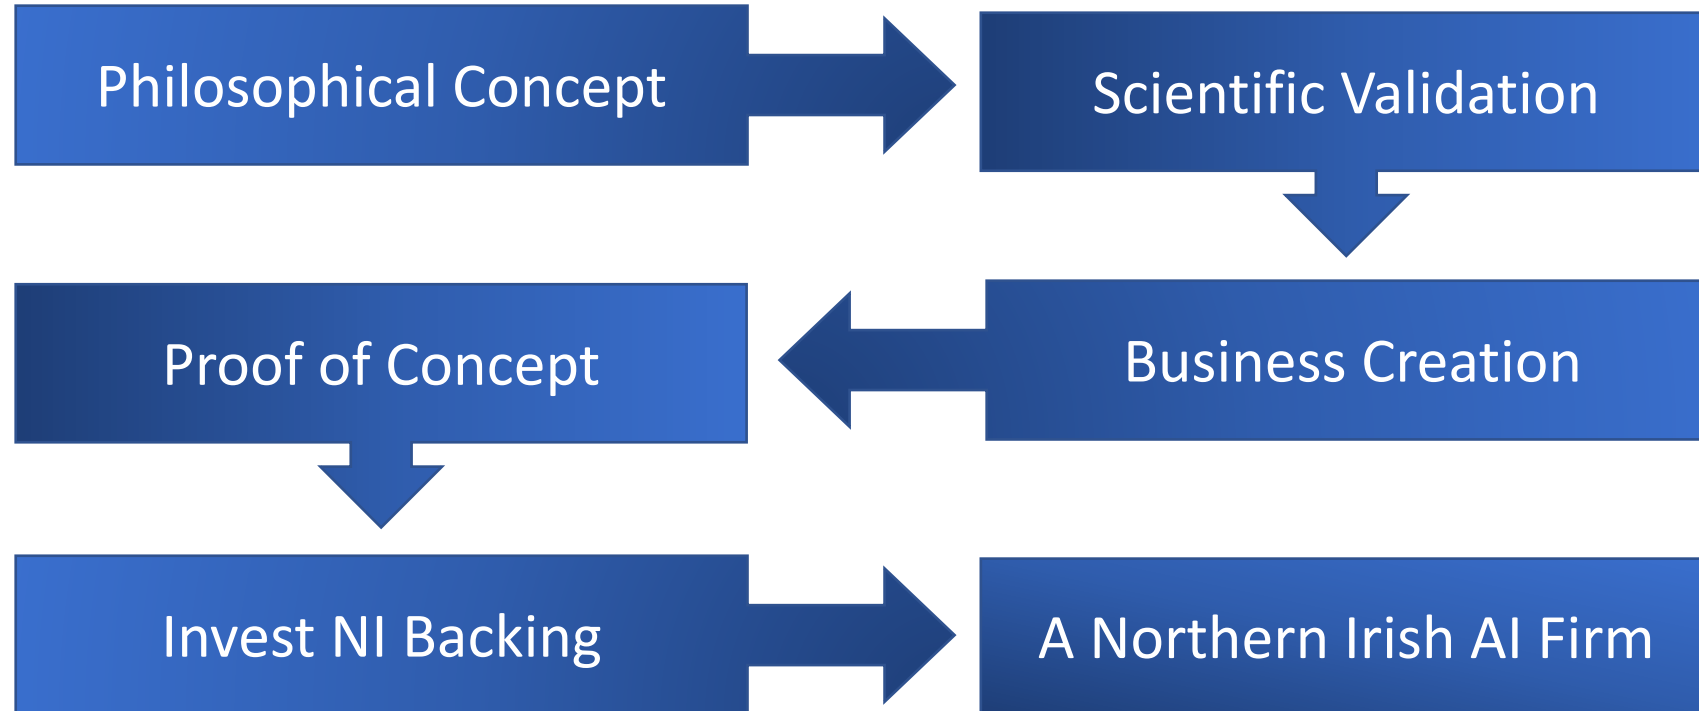 Philosophical Concept
Scientific Validation
Business Creation
Proof of Concept
Invest NI Backing
A Northern Irish AI Firm